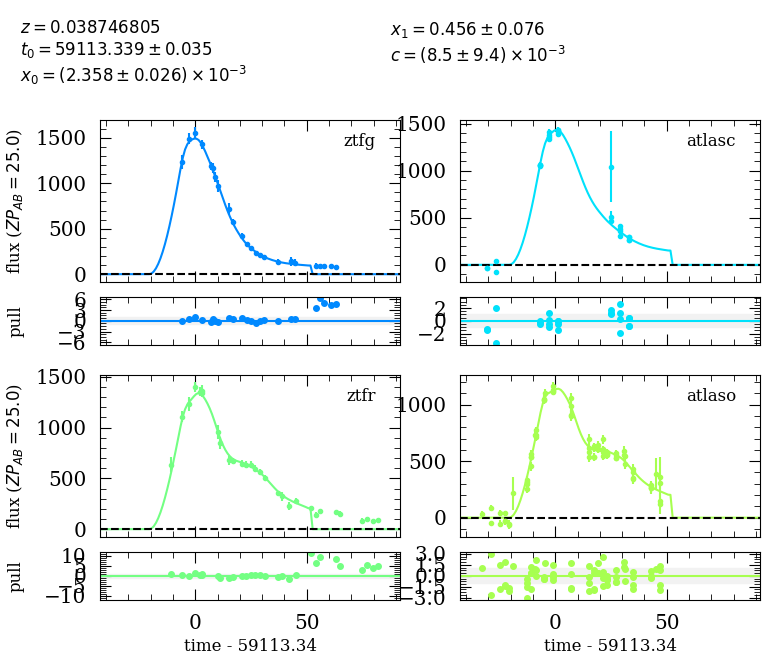 z = 0.038746805
t₀ = 59113.339 ± 0.035
x₀ = (2.358 ± 0.026) × 10⁻³
x₁ = 0.456 ± 0.076
c = (8.5 ± 9.4) × 10⁻³
flux (ZP_{AB} = 25.0)
1500
1000
500
0
ztfg
1500
1000
500
0
atlasc
pull
6
3
0
−3
−6
2
0
−2
flux (ZP_{AB} = 25.0)
1500
1000
500
0
ztfr
1000
500
0
atlaso
pull
10
5
0
−5
−10
3.0
1.5
0.0
−1.5
−3.0
0
50
0
50
time - 59113.34
time - 59113.34